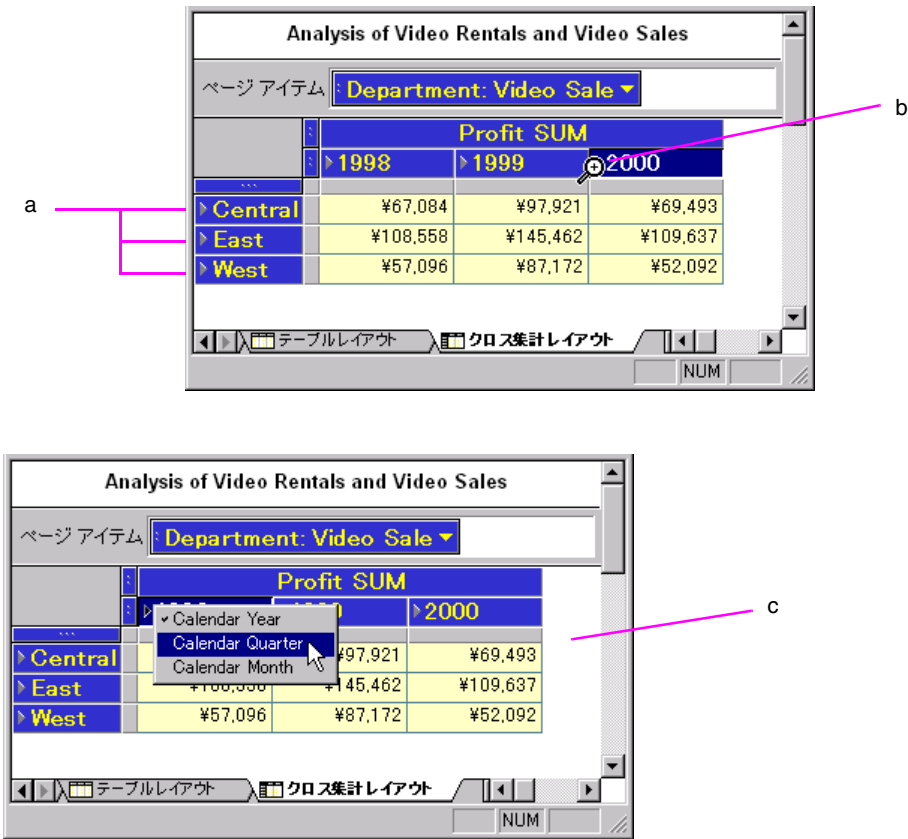 Analysis of Video Rentals and Video Sales
ページ アイテム Department: Video Sale
b
Profit SUM
1998 1999 2000
a
Central ¥67,084 ¥97,921 ¥69,493
East ¥108,558 ¥145,462 ¥109,637
West ¥57,096 ¥87,172 ¥52,092
テーブルレイアウト クロス集計レイアウト
NUM
Analysis of Video Rentals and Video Sales
ページ アイテム Department: Video Sale
Profit SUM
2000
c
Calendar Year
Calendar Quarter
Calendar Month
Central ¥97,921 ¥69,493
East ¥145,462 ¥109,637
West ¥57,096 ¥87,172 ¥52,092
テーブルレイアウト クロス集計レイアウト
NUM